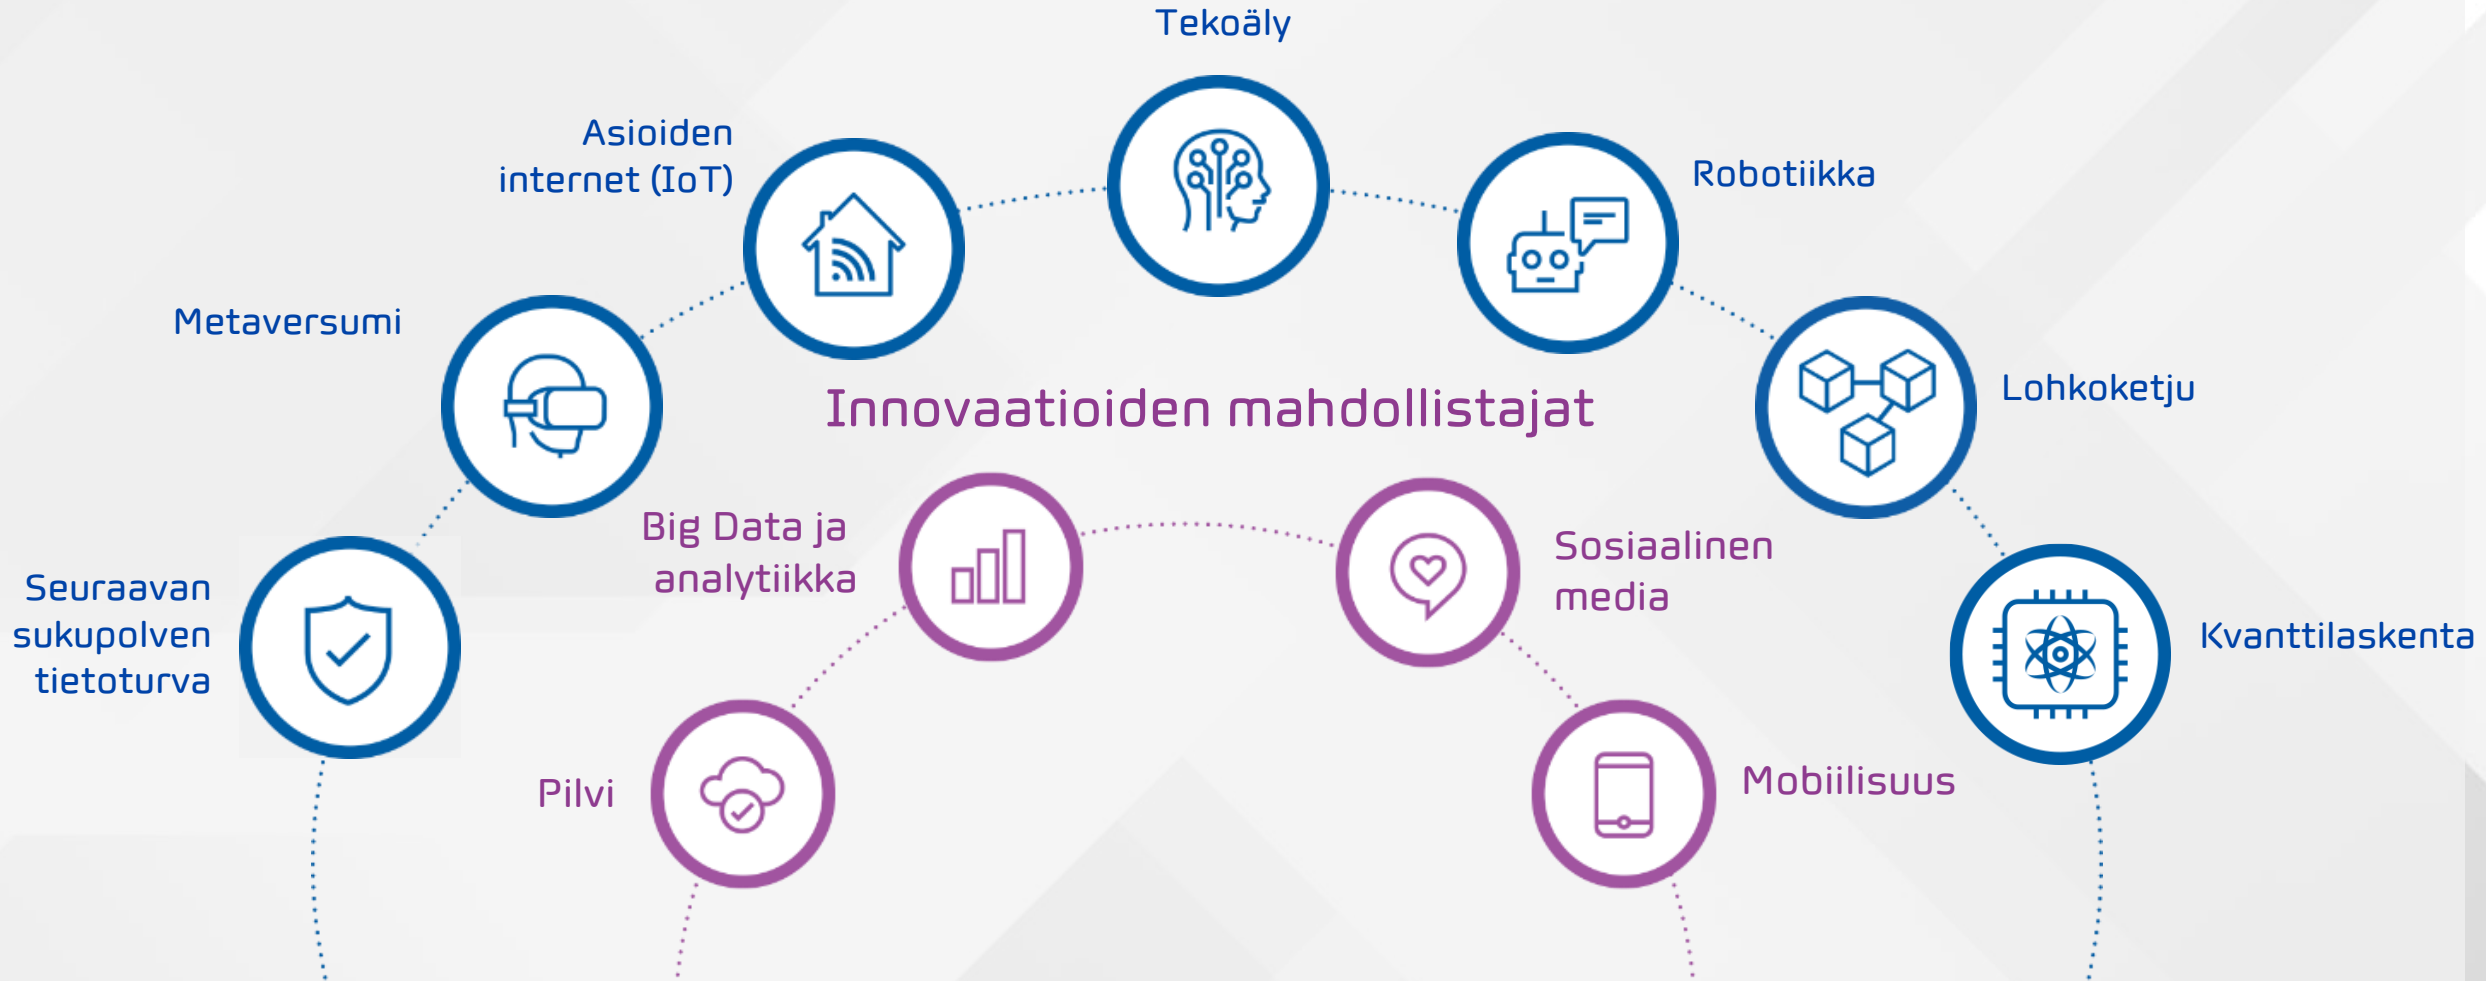 Tekoäly
Asioiden
internet (IoT)
Robotiikka
Metaversumi
Lohkoketju
Innovaatioiden mahdollistajat
Big Data ja
analytiikka
Sosiaalinen
media
Seuraavan
sukupolven
tietoturva
Kvanttilaskenta
Pilvi
Mobiilisuus